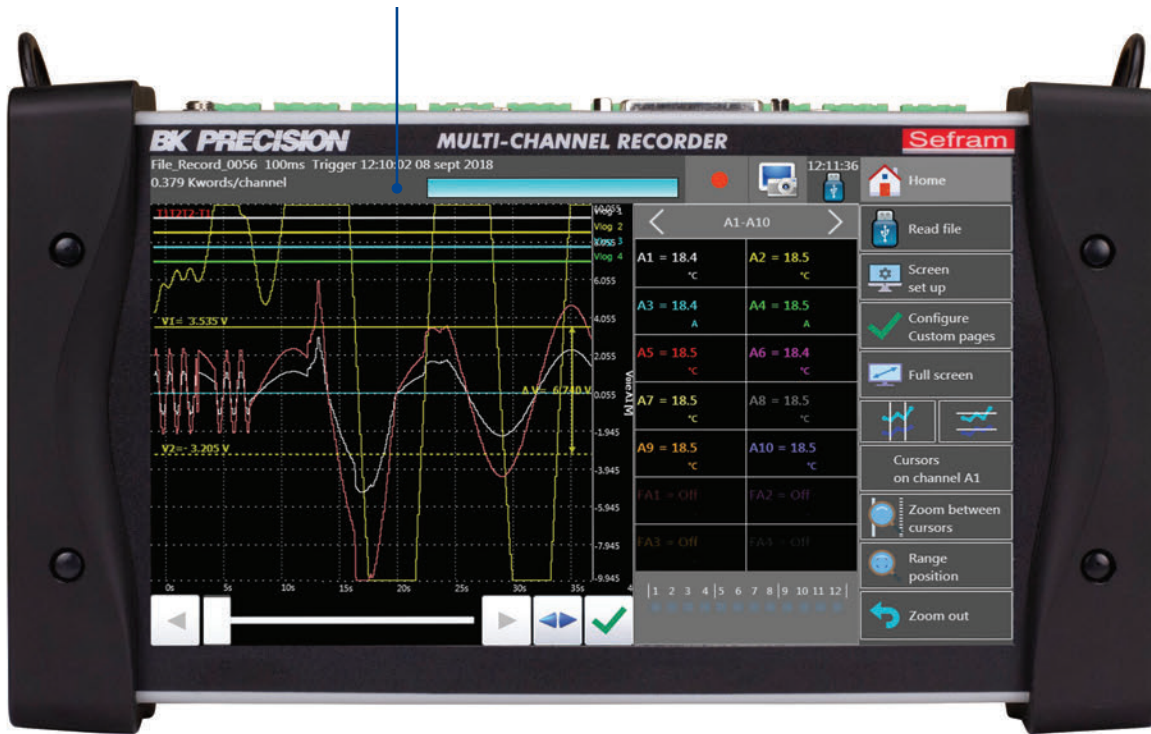 BK PRECISION MULTI-CHANNEL RECORDER Sefram
File_Record_0056 100ms Trigger 12:10:02 08 sept 2018
0.379 Kwords/channel
12:11:36
Home
Read file
Screen
set up
Configure
Custom pages
Full screen
Cursors
on channel A1
Zoom between
cursors
Range
position
Zoom out
T1T2T2-T1
Vlog 1
Vlog 2
Vlog 4
6.055
4.055
2.055
0.055
-1.945
-3.945
-5.945
-7.945
-9.945
V1= 3.535 V
Δ V= 6.740 V
V2=- 3.205 V
0s 5s 10s 15s 20s 25s 30s 35s 4
A1-A10
A1 = 18.4 °C
A2 = 18.5 °C
A3 = 18.4 A
A4 = 18.5 A
A5 = 18.5 °C
A6 = 18.4 °C
A7 = 18.5 °C
A8 = 18.5 °C
A9 = 18.5 °C
A10 = 18.5 °C
FA1 = Off
FA2 = Off
FA3 = Off
FA4 = Off
1 2 3 4 5 6 7 8 9 10 11 12